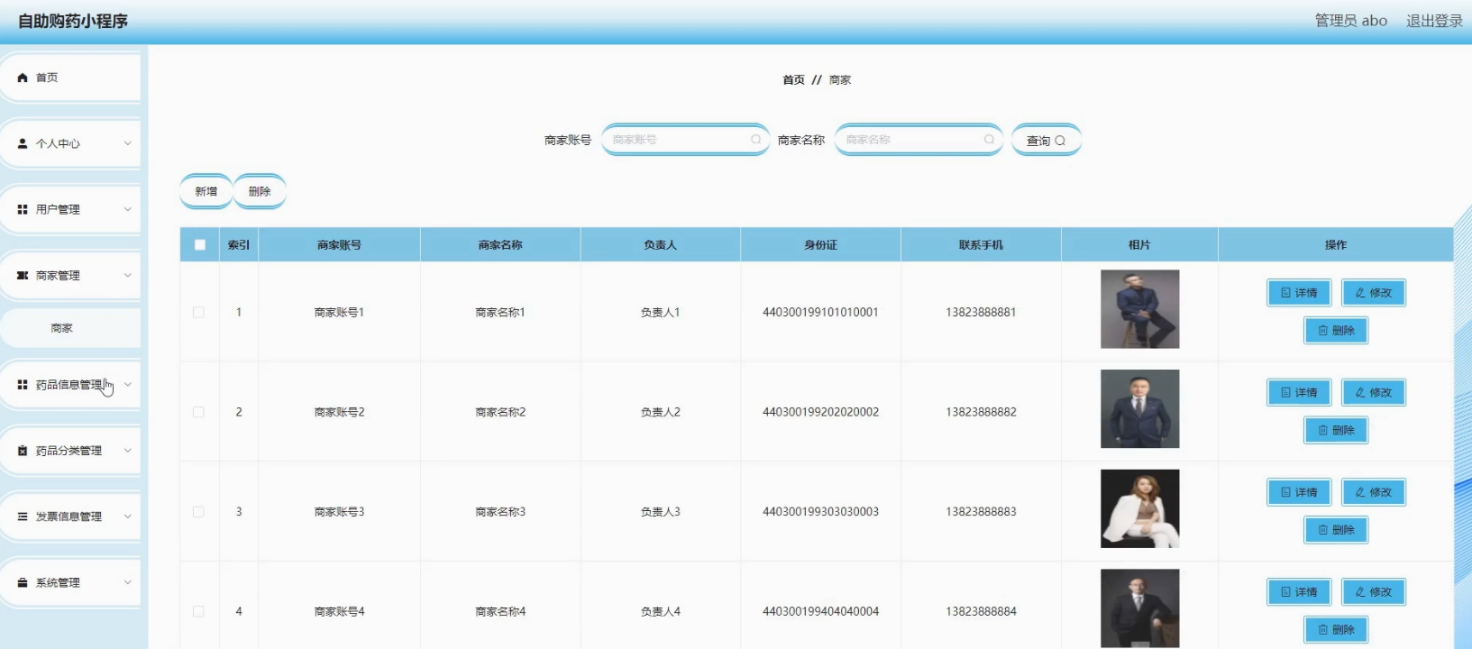 自助购药小程序
管理员 abo 退出登录
首页
个人中心
用户管理
商家管理
商家
药品信息管理
药品分类管理
发票信息管理
系统管理
首页 // 商家
商家账号 商家账号 商家名称 商家名称 查询
新增 删除
索引 商家账号 商家名称 负责人 身份证 联系手机 相片 操作
1 商家账号1 商家名称1 负责人1 440300199101010001 13823888881 详情 修改
删除
2 商家账号2 商家名称2 负责人2 440300199202020002 13823888882 详情 修改
删除
3 商家账号3 商家名称3 负责人3 440300199303030003 13823888883 详情 修改
删除
4 商家账号4 商家名称4 负责人4 440300199404040004 13823888884 详情 修改
删除